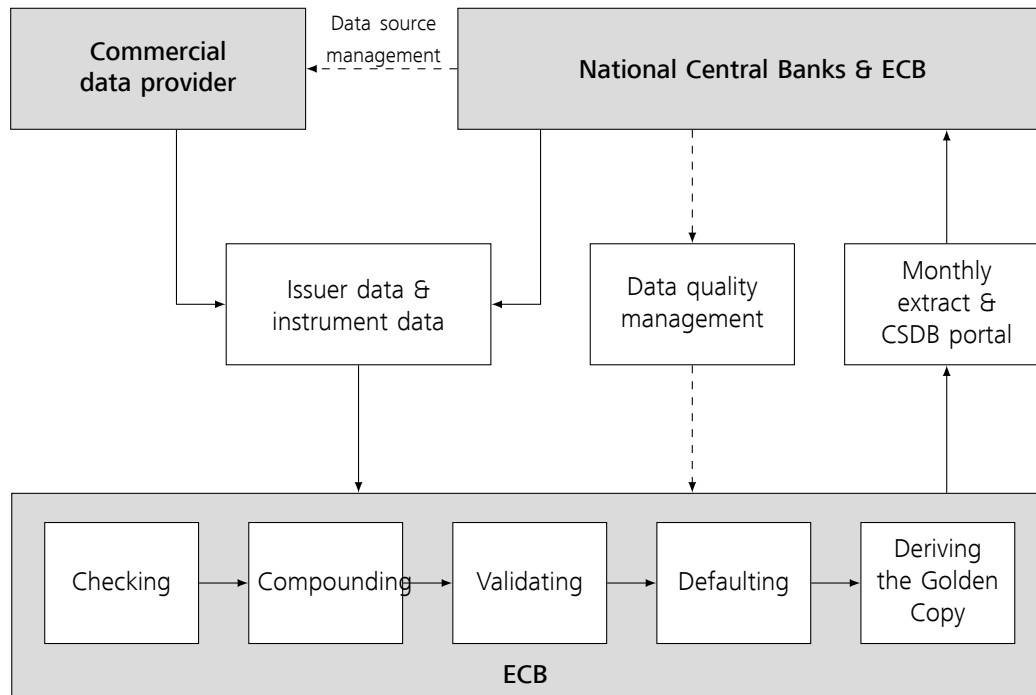 Commercial
data provider
Data source
management
National Central Banks & ECB
Issuer data &
instrument data
Data quality
management
Monthly
extract &
CSDB portal
Checking
Compounding
Validating
Defaulting
Deriving
the Golden
Copy
ECB